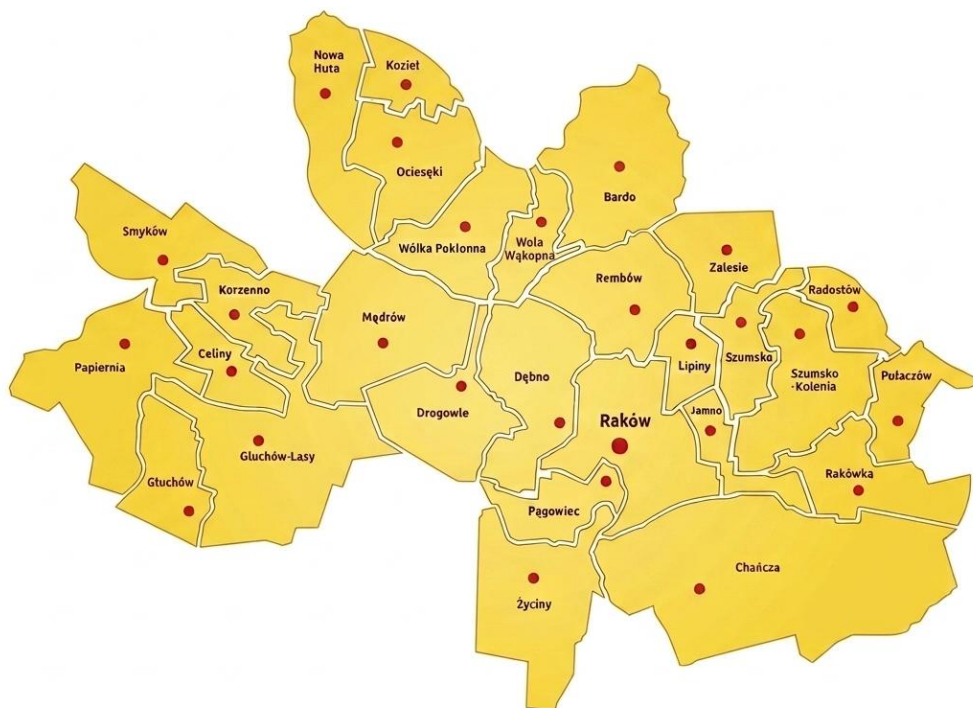 Nowa
Huta
Kozieł
Ociesęki
Bardo
Smyków
Wólka Pokłonna
Wola
Wąkopna
Zalesie
Rembów
Korzenno
Radostów
Mędrów
Celiny
Papiernia
Lipiny
Szumsko
Szumsko
-Kolenia
Pułaczów
Dębno
Drogowle
Jamno
Raków
Głuchów-Lasy
Głuchów
Rakówka
Pągowiec
Chańcza
Życiny